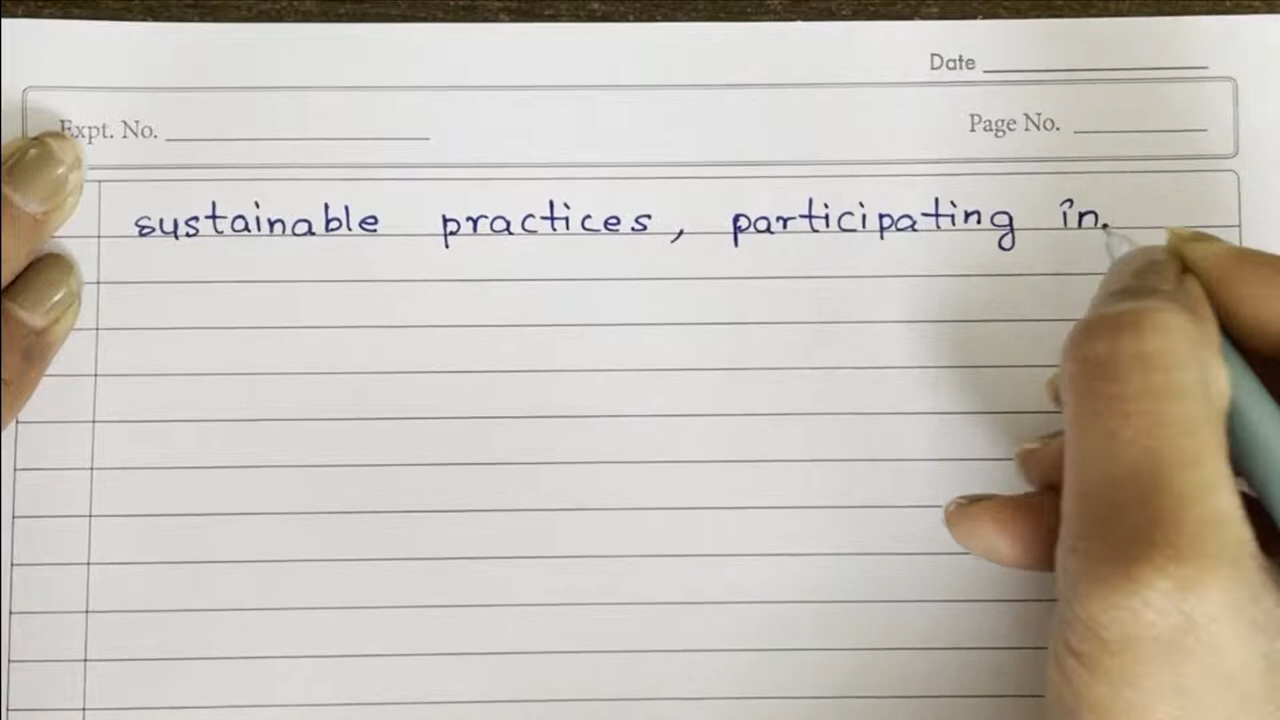 Date
Expt. No.
Page No.
sustainable practices, participating in